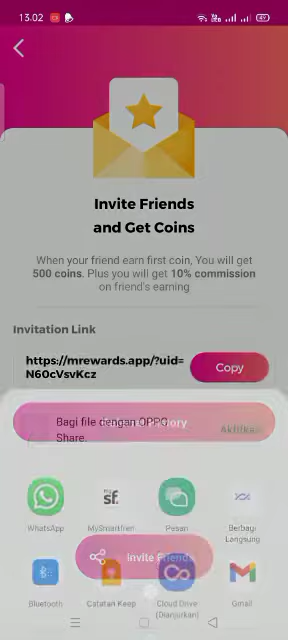 13.02
Invite Friends
and Get Coins
When your friend earn first coin, You will get
500 coins. Plus you will get 10% commission
on friend's earning
Invitation Link
https://mrewards.app/?uid=
N60cVsvKcz
Copy
Bagi file dengan OPPO
Share.
Aktifkan
WhatsApp
MySmartfren
Pesan
Berbagi
Langsung
Invite Friends
Bluetooth
Catatan Keep
Cloud Drive
(Dianjurkan)
Gmail